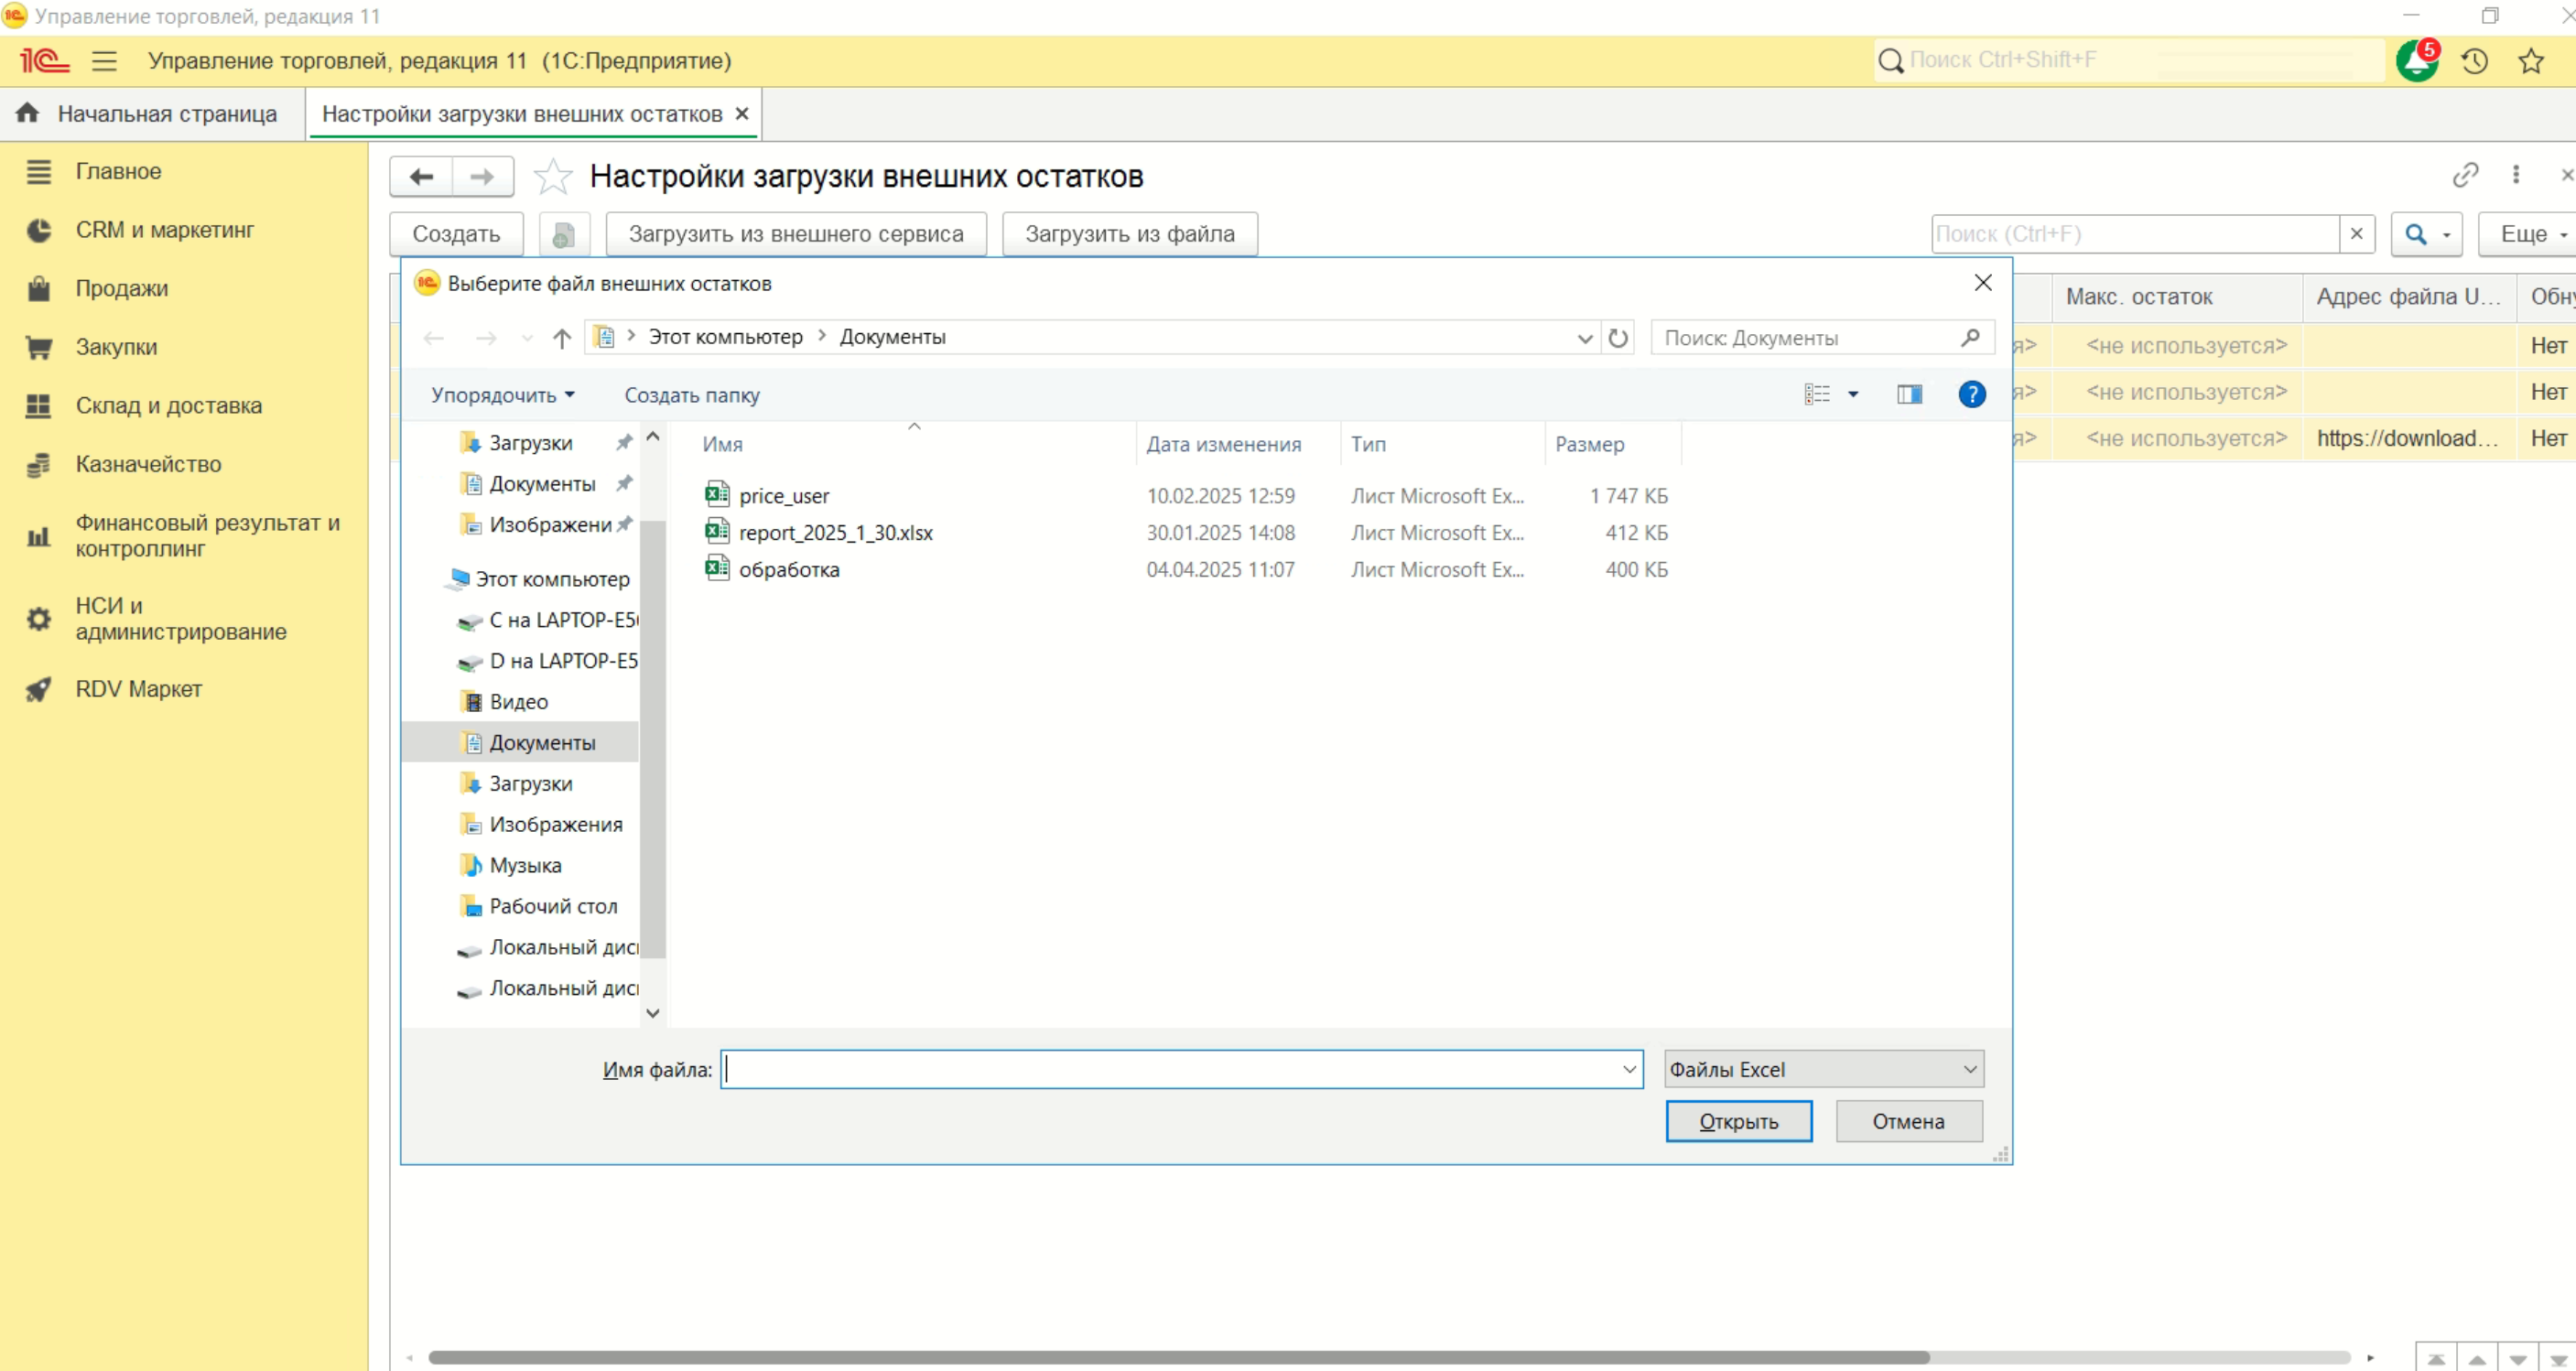 Управление торговлей, редакция 11
Управление торговлей, редакция 11 (1С:Предприятие)
Поиск Ctrl+Shift+F
5
Начальная страница
Настройки загрузки внешних остатков
Главное
CRM и маркетинг
Продажи
Закупки
Склад и доставка
Казначейство
Финансовый результат и
контроллинг
НСИ и
администрирование
RDV Маркет
Настройки загрузки внешних остатков
Создать
Загрузить из внешнего сервиса
Загрузить из файла
Поиск (Ctrl+F)
Еще
Макс. остаток
Адрес файла U...
<не используется>
Нет
<не используется>
Нет
<не используется>
https://download...
Нет
Выберите файл внешних остатков
Этот компьютер
Документы
Поиск: Документы
Упорядочить
Создать папку
Загрузки
Документы
Изображени
Этот компьютер
C на LAPTOP-E5
D на LAPTOP-E5
Видео
Документы
Загрузки
Изображения
Музыка
Рабочий стол
Локальный дис
Локальный дис
Имя
Дата изменения
Тип
Размер
price_user
10.02.2025 12:59
Лист Microsoft Ex...
1 747 КБ
report_2025_1_30.xlsx
30.01.2025 14:08
Лист Microsoft Ex...
412 КБ
обработка
04.04.2025 11:07
Лист Microsoft Ex...
400 КБ
Имя файла:
Файлы Excel
Открыть
Отмена